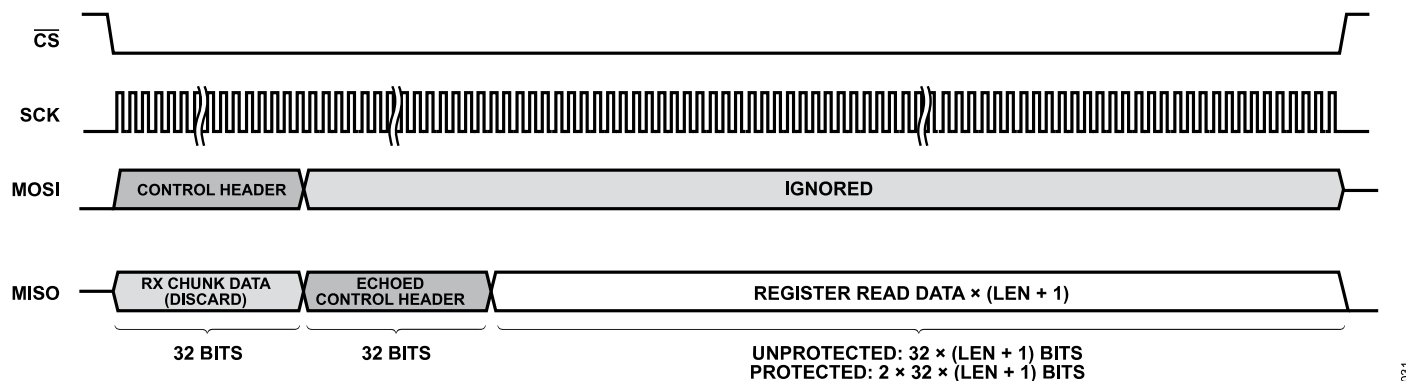 CS
SCK
MOSI
CONTROL HEADER
IGNORED
MISO
RX CHUNK DATA
(DISCARD)
ECHOED
CONTROL HEADER
REGISTER READ DATA × (LEN + 1)
32 BITS
32 BITS
UNPROTECTED: 32 × (LEN + 1) BITS
PROTECTED: 2 × 32 × (LEN + 1) BITS
031